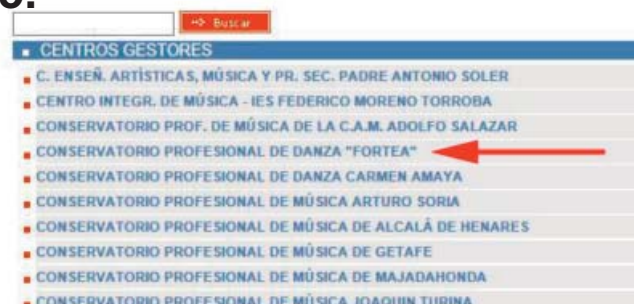 Buscar
CENTROS GESTORES
C. ENSEÑ. ARTÌSTICAS, MÚSICA Y PR. SEC. PADRE ANTONIO SOLER
CENTRO INTEGR. DE MÚSICA - IES FEDERICO MORENO TORROBA
CONSERVATORIO PROF. DE MÚSICA DE LA C.A.M. ADOLFO SALAZAR
CONSERVATORIO PROFESIONAL DE DANZA "FORTEA"
CONSERVATORIO PROFESIONAL DE DANZA CARMEN AMAYA
CONSERVATORIO PROFESIONAL DE MÚSICA ARTURO SORIA
CONSERVATORIO PROFESIONAL DE MÚSICA DE ALCALÁ DE HENARES
CONSERVATORIO PROFESIONAL DE MÚSICA DE GETAFE
CONSERVATORIO PROFESIONAL DE MÚSICA DE MAJADAHONDA
CONSERVATORIO PROFESIONAL DE MÚSICA JOAQUIN TURINA